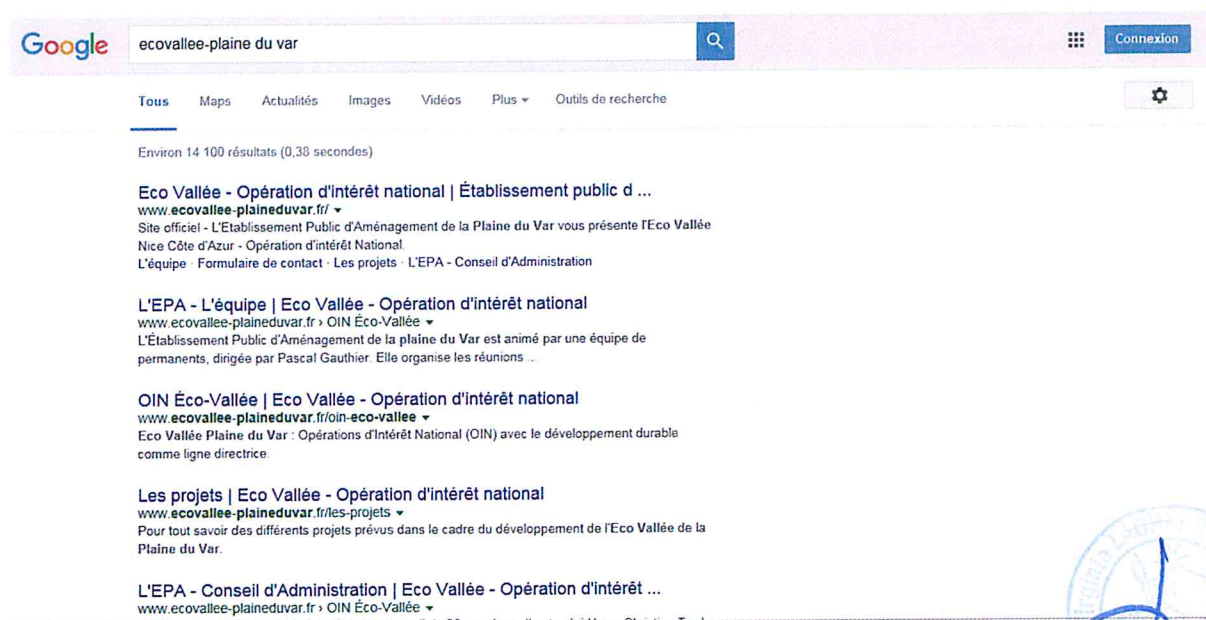 Google ecovallee-plaine du var Connexion
Tous Maps Actualités Images Vidéos Plus Outils de recherche
Environ 14 100 résultats (0,38 secondes)
Eco Vallée - Opération d'intérêt national | Établissement public d ...
www.ecovallee-plaineduvar.fr/
Site officiel - L'Etablissement Public d'Aménagement de la Plaine du Var vous présente l'Eco Vallée
Nice Côte d'Azur - Opération d'intérêt National.
L'équipe · Formulaire de contact · Les projets · L'EPA - Conseil d'Administration
L'EPA - L'équipe | Eco Vallée - Opération d'intérêt national
www.ecovallee-plaineduvar.fr › OIN Éco-Vallée
L'Établissement Public d'Aménagement de la plaine du Var est animé par une équipe de
permanents, dirigée par Pascal Gauthier. Elle organise les réunions ...
OIN Éco-Vallée | Eco Vallée - Opération d'intérêt national
www.ecovallee-plaineduvar.fr/oin-eco-vallee
Eco Vallée Plaine du Var : Opérations d'Intérêt National (OIN) avec le développement durable
comme ligne directrice.
Les projets | Eco Vallée - Opération d'intérêt national
www.ecovallee-plaineduvar.fr/les-projets
Pour tout savoir des différents projets prévus dans le cadre du développement de l'Eco Vallée de la
Plaine du Var.
L'EPA - Conseil d'Administration | Eco Vallée - Opération d'intérêt ...
www.ecovallee-plaineduvar.fr › OIN Éco-Vallée